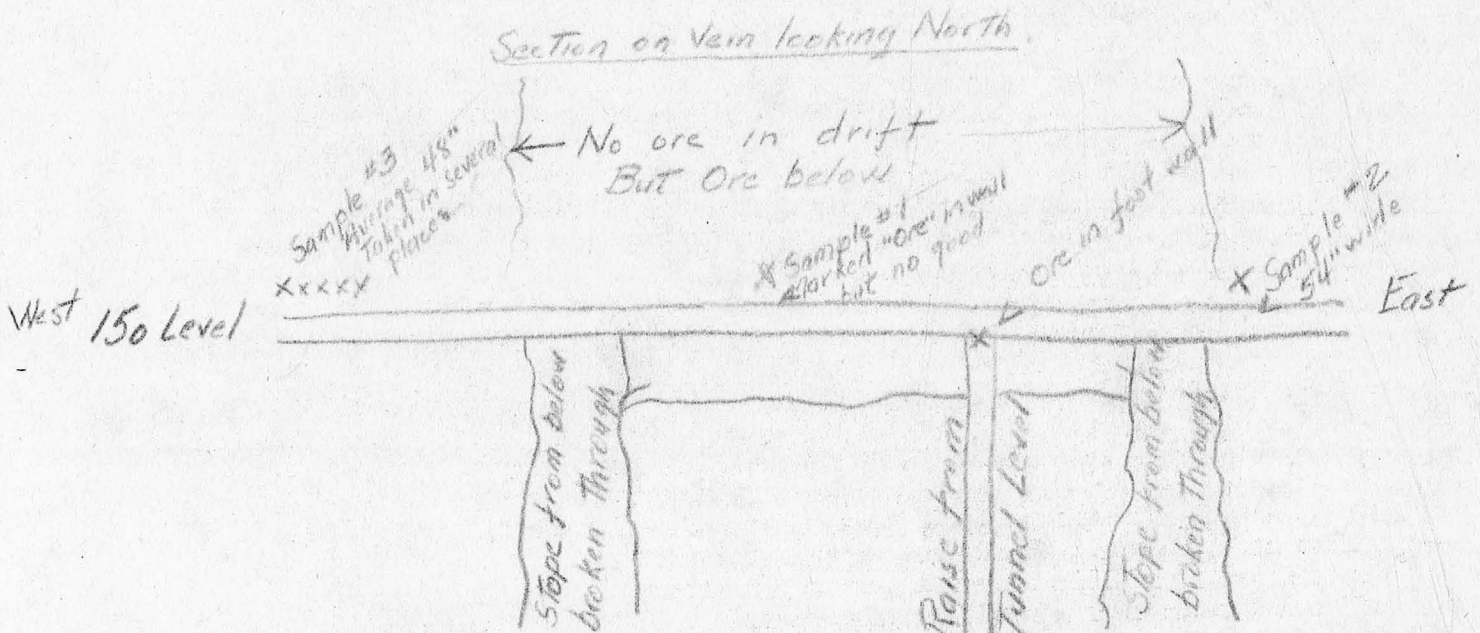 Section on Vein looking North.
No ore in drift
But Ore below
Sample #3
Average 48"
Taken in several
places
xxxxx
X Sample #1
Marked "Ore" in wall
but no good
Ore in foot wall
X Sample #2
54" wide
West 150 Level
East
x
Stope from below
broken Through
Raise from
Tunnel Level
Stope from below
broken Through